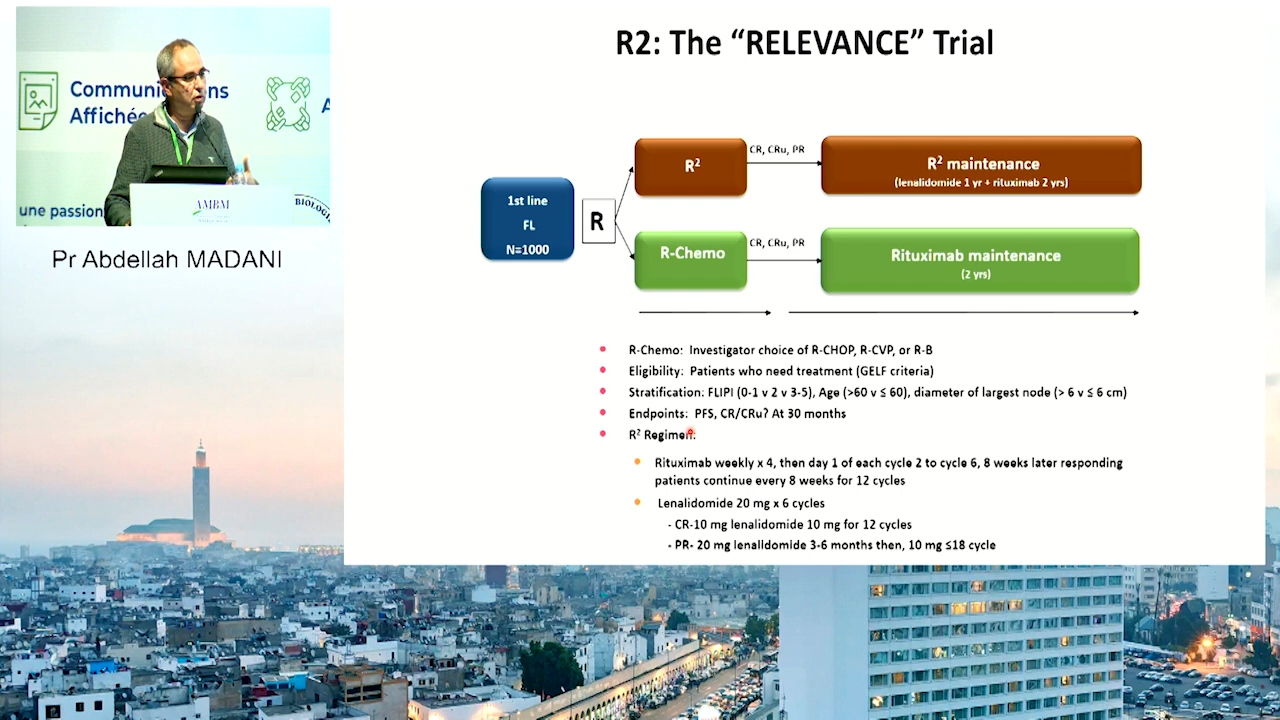 R2: The “RELEVANCE” Trial
Communi ns
Affichée
A
une passion
AMBM
BIOLOGI
Pr Abdellah MADANI
1st line
FL
N=1000
R
R²
CR, CRu, PR
R² maintenance
(lenalidomide 1 yr + rituximab 2 yrs)
R-Chemo
CR, CRu, PR
Rituximab maintenance
(2 yrs)
• R-Chemo: Investigator choice of R-CHOP, R-CVP, or R-B
• Eligibility: Patients who need treatment (GELF criteria)
• Stratification: FLIPI (0-1 v 2 v 3-5), Age (>60 v ≤ 60), diameter of largest node (> 6 v ≤ 6 cm)
• Endpoints: PFS, CR/CRu? At 30 months
• R² Regimen:
• Rituximab weekly x 4, then day 1 of each cycle 2 to cycle 6, 8 weeks later responding
patients continue every 8 weeks for 12 cycles
• Lenalidomide 20 mg x 6 cycles
- CR-10 mg lenalidomide 10 mg for 12 cycles
- PR- 20 mg lenalIdomide 3-6 months then, 10 mg ≤18 cycle